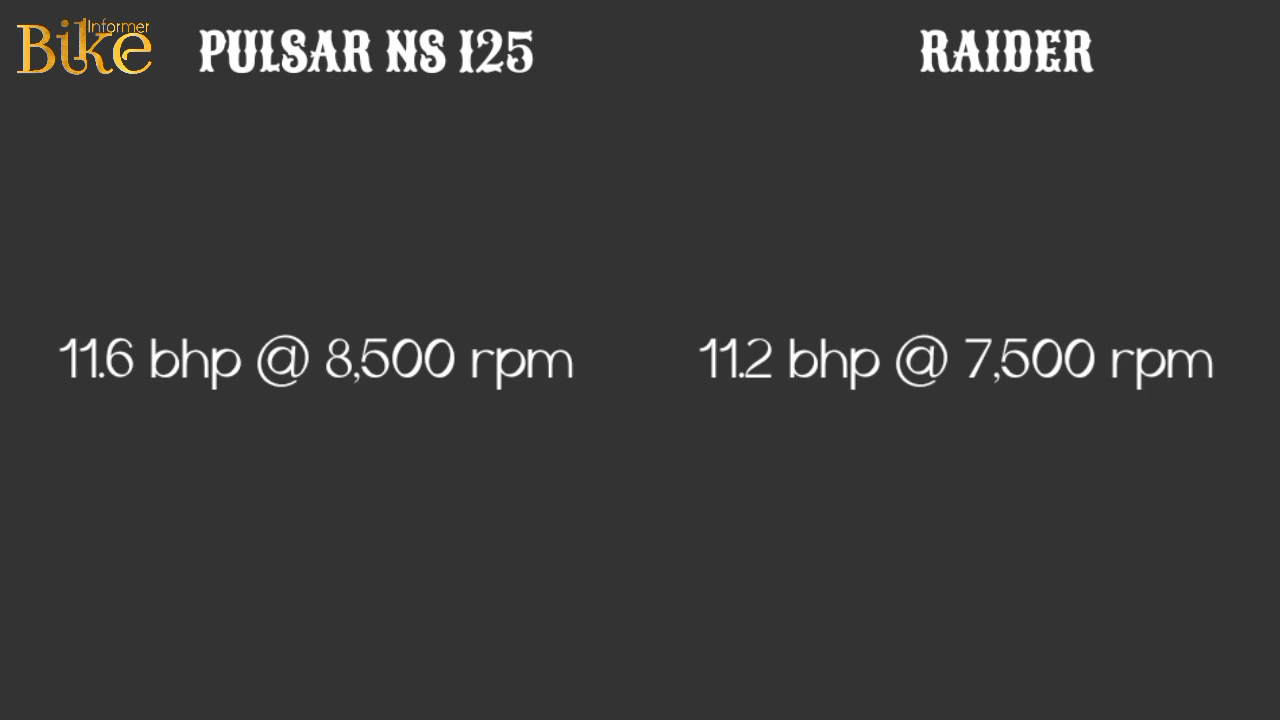 Bike Informer
PULSAR NS 125
RAIDER
11.6 bhp @ 8,500 rpm
11.2 bhp @ 7,500 rpm